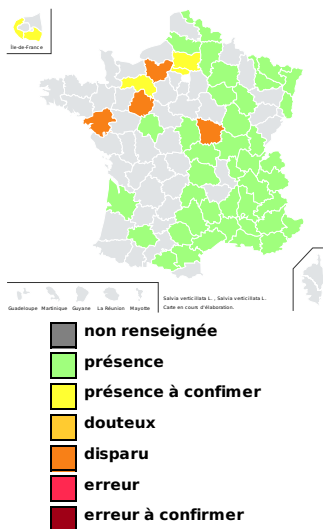 Île-de-France
Salvia verticillata L. , Salvia verticillata L.
Carte en cours d'élaboration.
Guadeloupe Martinique Guyane La Réunion Mayotte
non renseignée
présence
présence à confimer
douteux
disparu
erreur
erreur à confirmer